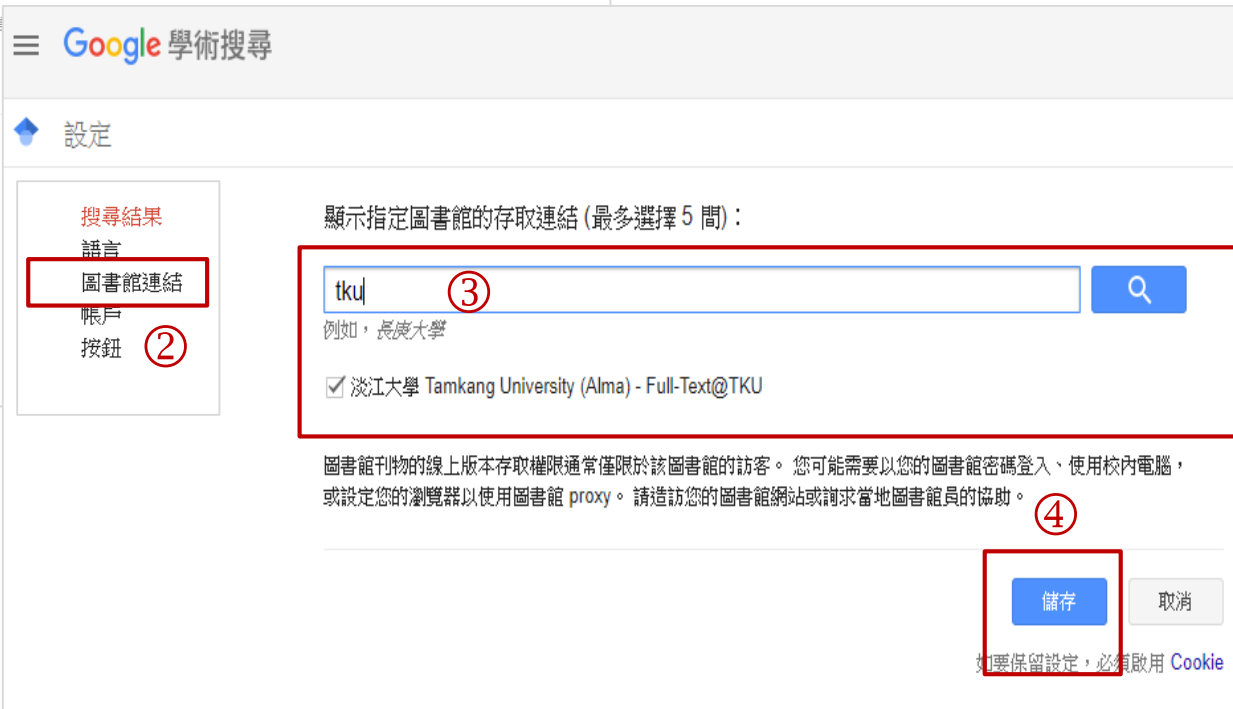 Google 學術搜尋
設定
搜尋結果
語言
圖書館連結
帳戶
按鈕
②
顯示指定圖書館的存取連結 (最多選擇 5 間)：
tku
③
例如，長庚大學
淡江大學 Tamkang University (Alma) - Full-Text@TKU
圖書館刊物的線上版本存取權限通常僅限於該圖書館的訪客。 您可能需要以您的圖書館密碼登入、使用校內電腦，
或設定您的瀏覽器以使用圖書館 proxy。 請造訪您的圖書館網站或詢求當地圖書館員的協助。
④
儲存
取消
如要保留設定，必須啟用 Cookie